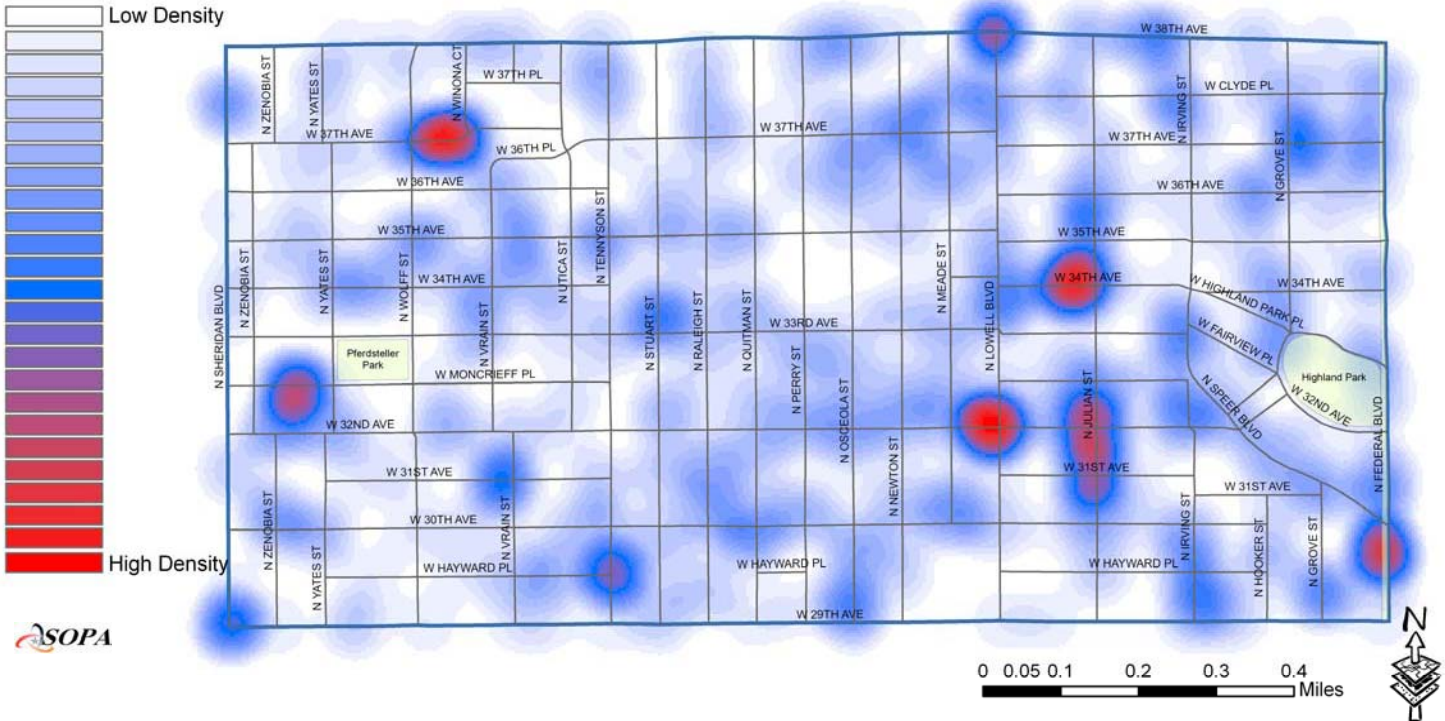 Low Density
High Density
SOPA
W 38TH AVE
N ZENOBIA ST
N YATES ST
N WINONA CT
W 37TH PL
W CLYDE PL
W 37TH AVE
W 36TH PL
W 37TH AVE
W 37TH AVE
N IRVING ST
N GROVE ST
W 36TH AVE
W 36TH AVE
N TENNYSON ST
W 35TH AVE
W 35TH AVE
N SHERIDAN BLVD
N ZENOBIA ST
N YATES ST
N WOLFF ST
W 34TH AVE
N VRAIN ST
N UTICA ST
N STUART ST
N RALEIGH ST
N QUITMAN ST
N MEADE ST
N LOWELL BLVD
W 34TH AVE
W HIGHLAND PARK PL
W 34TH AVE
W 33RD AVE
W FAIRVIEW PL
Pferdsteller
Park
W MONCRIEFF PL
N PERRY ST
N OSCEOLA ST
N JULIAN ST
N SPEER BLVD
Highland Park
W 32ND AVE
N FEDERAL BLVD
W 32ND AVE
W 31ST AVE
N NEWTON ST
W 31ST AVE
W 31ST AVE
N ZENOBIA ST
W 30TH AVE
N VRAIN ST
N IRVING ST
N HOOKER ST
N GROVE ST
N YATES ST
W HAYWARD PL
W HAYWARD PL
W HAYWARD PL
W 29TH AVE
N
0 0.05 0.1 0.2 0.3 0.4
Miles